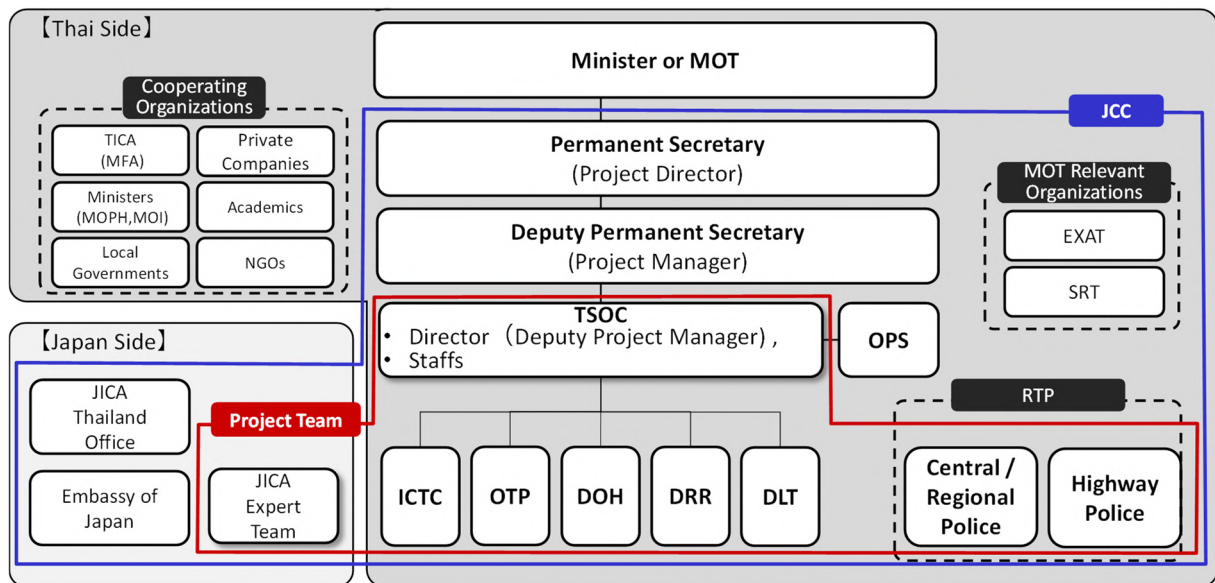 【Thai Side】
Minister or MOT
Cooperating
Organizations
TICA
(MFA)
Private
Companies
Ministers
(MOPH,MOI)
Academics
Local
Governments
NGOs
JCC
Permanent Secretary
(Project Director)
MOT Relevant
Organizations
EXAT
SRT
Deputy Permanent Secretary
(Project Manager)
TSOC
• Director（Deputy Project Manager) ,
• Staffs
OPS
【Japan Side】
JICA
Thailand
Office
Project Team
Embassy of
Japan
JICA
Expert
Team
ICTC
OTP
DOH
DRR
DLT
RTP
Central /
Regional
Police
Highway
Police